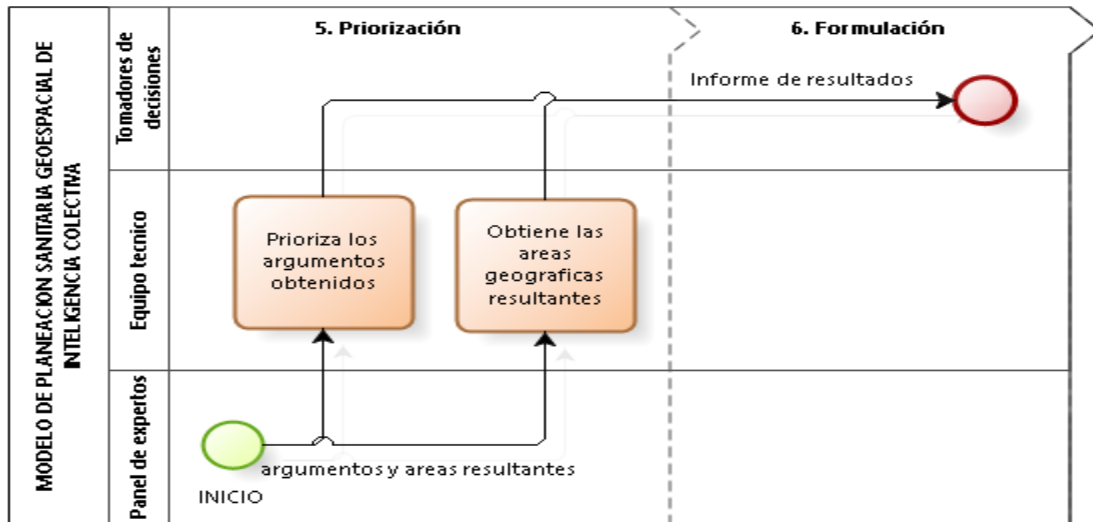 MODELO DE PLANEACION SANITARIA GEOESPACIAL DE
INTELIGENCIA COLECTIVA
5. Priorización
6. Formulación
Tomadores de
decisiones
Informe de resultados
Equipo tecnico
Prioriza los
argumentos
obtenidos
Obtiene las
areas
geograficas
resultantes
Panel de expertos
argumentos y areas resultantes
INICIO